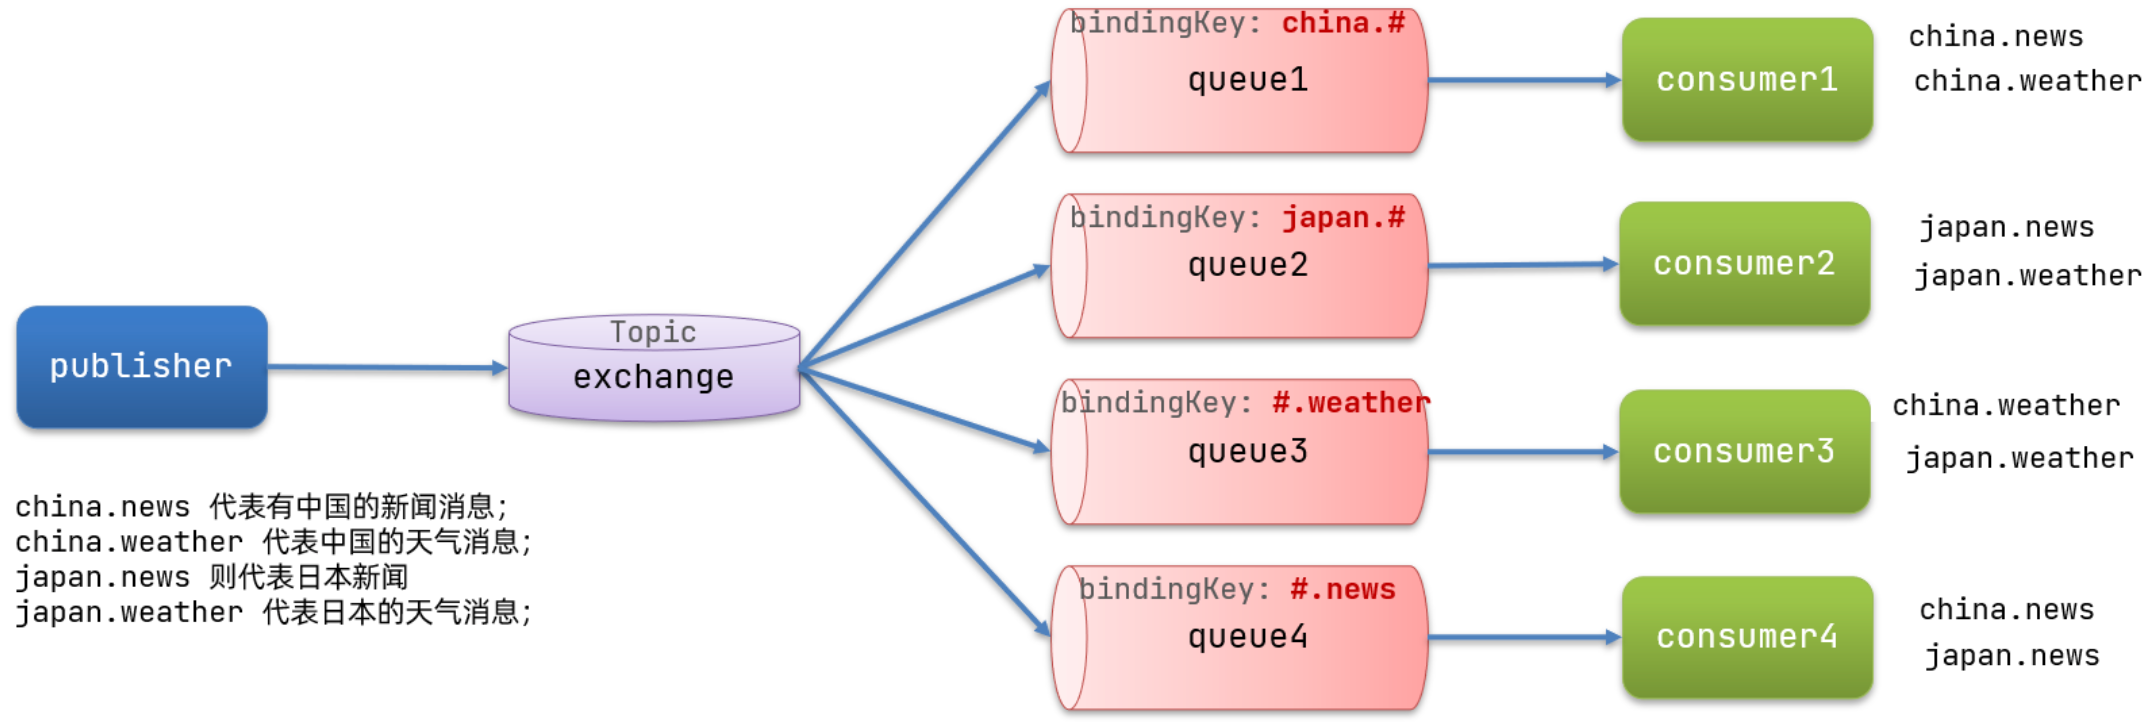 bindingKey: china.#
queue1
consumer1
china.news
china.weather
bindingKey: japan.#
queue2
consumer2
japan.news
japan.weather
publisher
Topic
exchange
bindingKey: #.weather
queue3
consumer3
china.weather
japan.weather
china.news 代表有中国的新闻消息；
china.weather 代表中国的天气消息；
japan.news 则代表日本新闻
japan.weather 代表日本的天气消息；
bindingKey: #.news
queue4
consumer4
china.news
japan.news